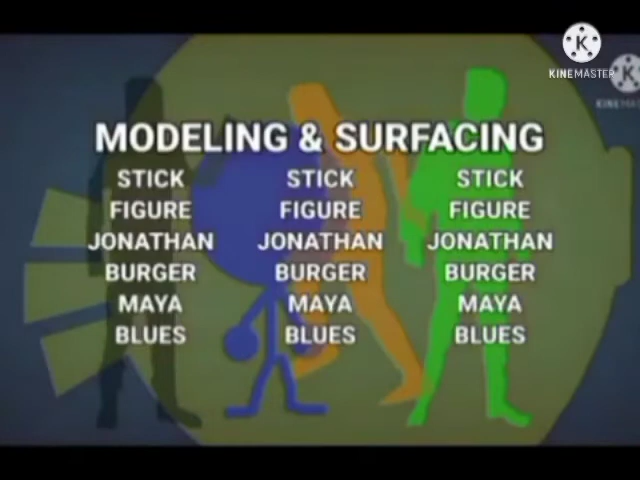 KINEMASTER
KINEMASTER
MODELING & SURFACING
STICK STICK STICK
FIGURE FIGURE FIGURE
JONATHAN JONATHAN JONATHAN
BURGER BURGER BURGER
MAYA MAYA MAYA
BLUES BLUES BLUES